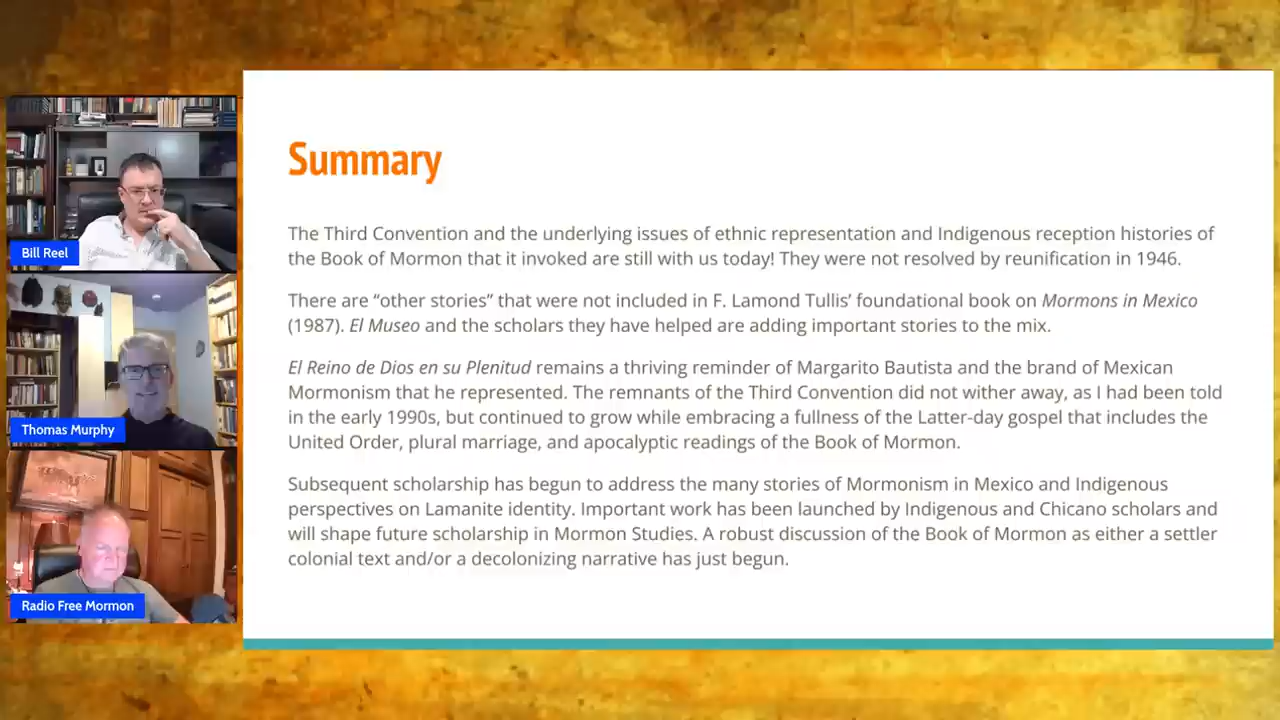 Bill Reel
Thomas Murphy
Radio Free Mormon
Summary
The Third Convention and the underlying issues of ethnic representation and Indigenous reception histories of
the Book of Mormon that it invoked are still with us today! They were not resolved by reunification in 1946.
There are “other stories” that were not included in F. Lamond Tullis’ foundational book on Mormons in Mexico
(1987). El Museo and the scholars they have helped are adding important stories to the mix.
El Reino de Dios en su Plenitud remains a thriving reminder of Margarito Bautista and the brand of Mexican
Mormonism that he represented. The remnants of the Third Convention did not wither away, as I had been told
in the early 1990s, but continued to grow while embracing a fullness of the Latter-day gospel that includes the
United Order, plural marriage, and apocalyptic readings of the Book of Mormon.
Subsequent scholarship has begun to address the many stories of Mormonism in Mexico and Indigenous
perspectives on Lamanite identity. Important work has been launched by Indigenous and Chicano scholars and
will shape future scholarship in Mormon Studies. A robust discussion of the Book of Mormon as either a settler
colonial text and/or a decolonizing narrative has just begun.